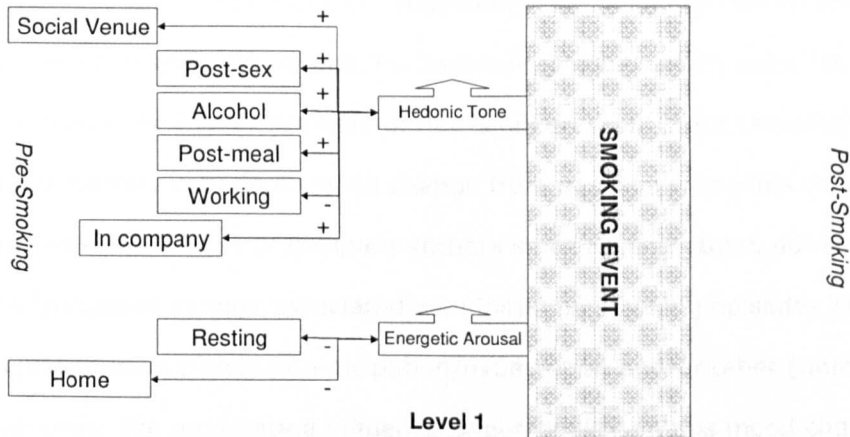 Social Venue
+
Post-sex
+
Alcohol
+
Hedonic Tone
Post-meal
+
Working
-
In company
+
Pre-Smoking
SMOKING EVENT
Post-Smoking
Resting
-
Energetic Arousal
Home
-
Level 1